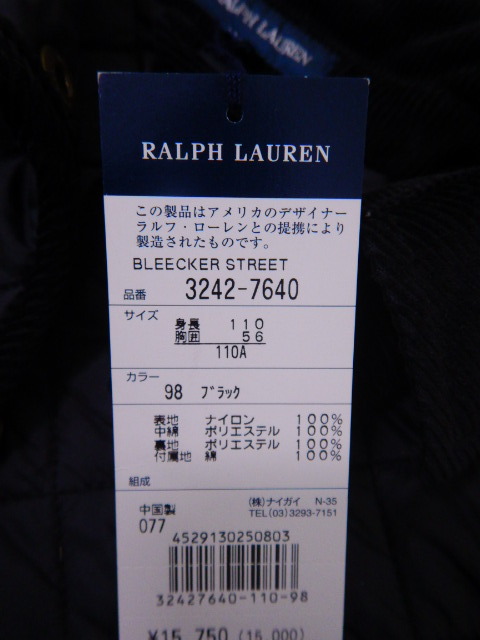 RALPH LAUREN
RALPH LAUREN
この製品はアメリカのデザイナー
ラルフ・ローレンとの提携により
製造されたものです。
BLEECKER STREET
品番 3242-7640
サイズ
身長 110
胸囲 56
110A
カラー
98 ブラック
表地 ナイロン 100%
中綿 ポリエステル 100%
裏地 ポリエステル 100%
付属地 綿 100%
組成
中国製 (株)ナイガイ N-35
077 TEL(03)3293-7151
4529130250803
32427640-110-98
¥15,750(15,000)